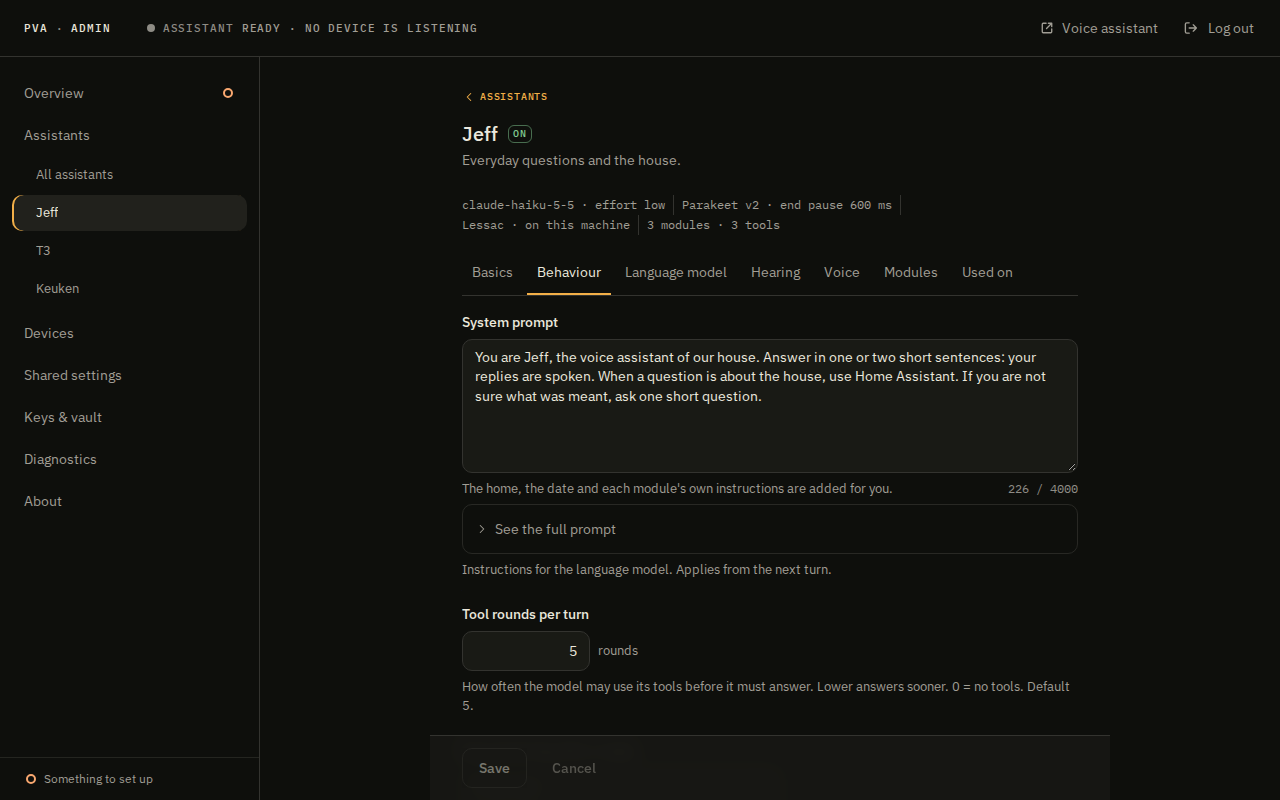 PVA · ADMIN
ASSISTANT READY · NO DEVICE IS LISTENING
Voice assistant
Log out
Overview
Assistants
All assistants
Jeff
T3
Keuken
Devices
Shared settings
Keys & vault
Diagnostics
About
Something to set up
ASSISTANTS
Jeff ON
Everyday questions and the house.
claude-haiku-5-5 · effort low | Parakeet v2 · end pause 600 ms |
Lessac · on this machine | 3 modules · 3 tools
Basics Behaviour Language model Hearing Voice Modules Used on
System prompt
You are Jeff, the voice assistant of our house. Answer in one or two short sentences: your
replies are spoken. When a question is about the house, use Home Assistant. If you are not
sure what was meant, ask one short question.
The home, the date and each module's own instructions are added for you. 226 / 4000
See the full prompt
Instructions for the language model. Applies from the next turn.
Tool rounds per turn
5 rounds
How often the model may use its tools before it must answer. Lower answers sooner. 0 = no tools. Default
5.
Save Cancel